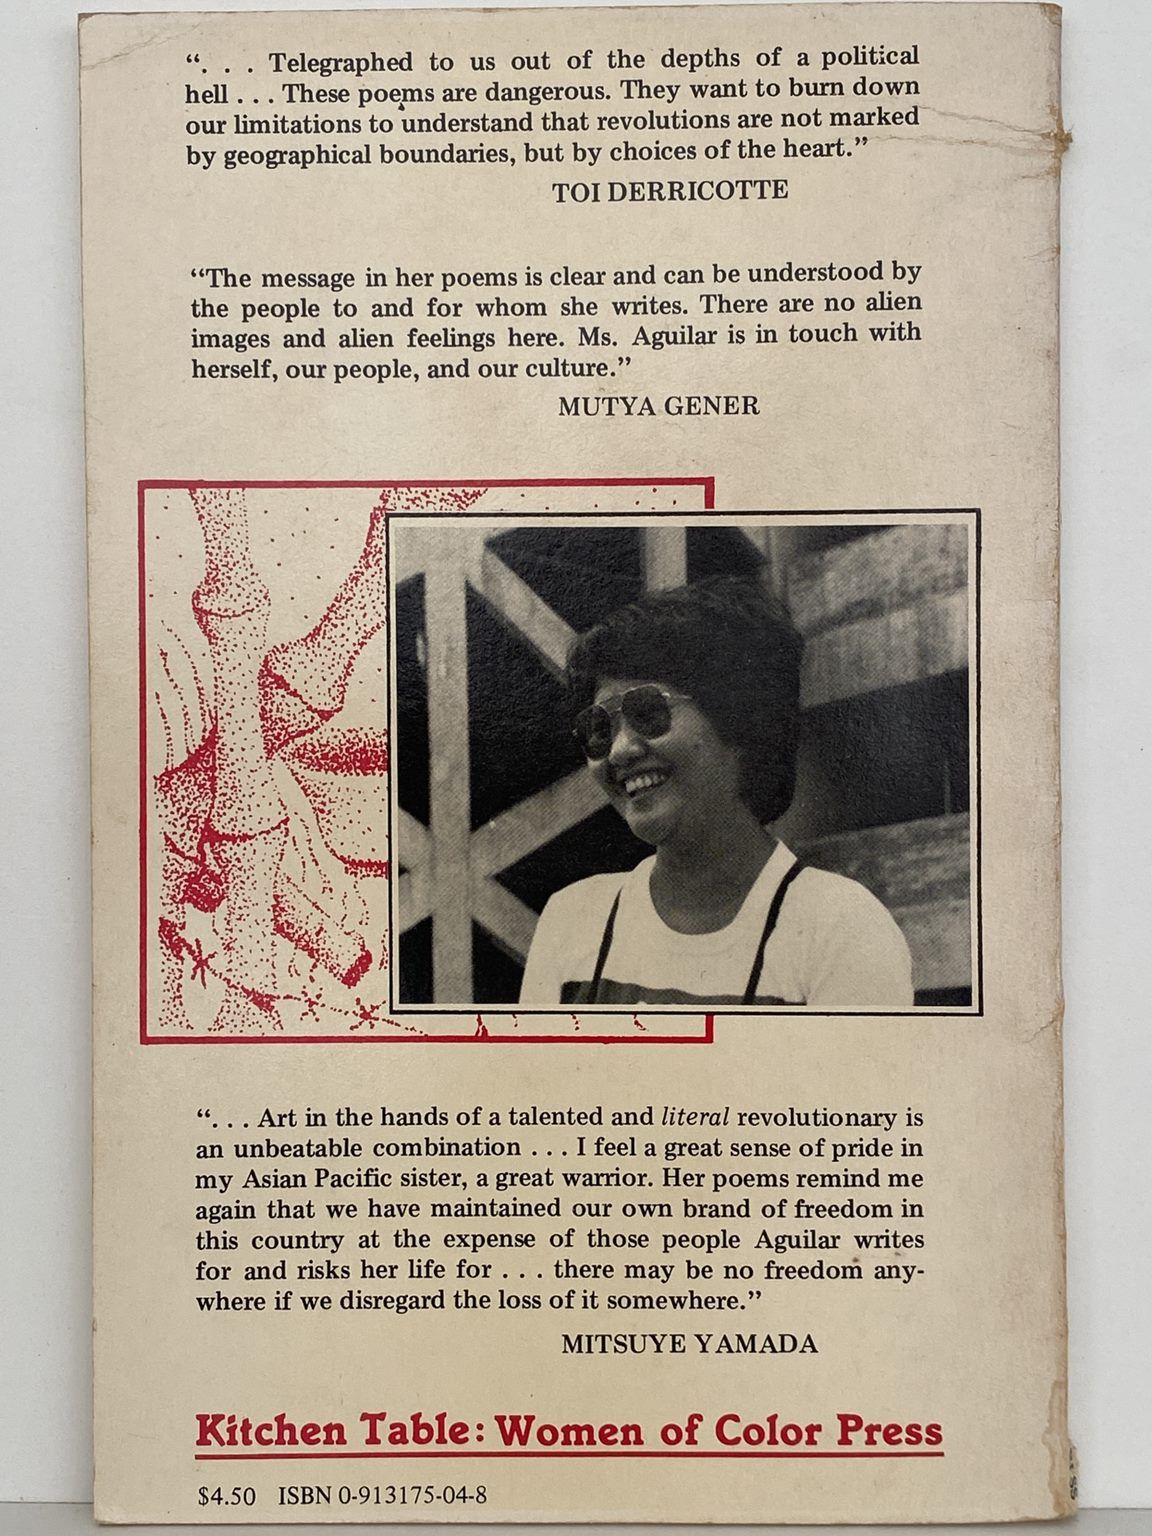 “. . . Telegraphed to us out of the depths of a political
hell . . . These poems are dangerous. They want to burn down
our limitations to understand that revolutions are not marked
by geographical boundaries, but by choices of the heart.”
TOI DERRICOTTE
“The message in her poems is clear and can be understood by
the people to and for whom she writes. There are no alien
images and alien feelings here. Ms. Aguilar is in touch with
herself, our people, and our culture.”
MUTYA GENER
“. . . Art in the hands of a talented and literal revolutionary is
an unbeatable combination . . . I feel a great sense of pride in
my Asian Pacific sister, a great warrior. Her poems remind me
again that we have maintained our own brand of freedom in
this country at the expense of those people Aguilar writes
for and risks her life for . . . there may be no freedom any-
where if we disregard the loss of it somewhere.”
MITSUYE YAMADA
Kitchen Table: Women of Color Press
$4.50 ISBN 0-913175-04-8